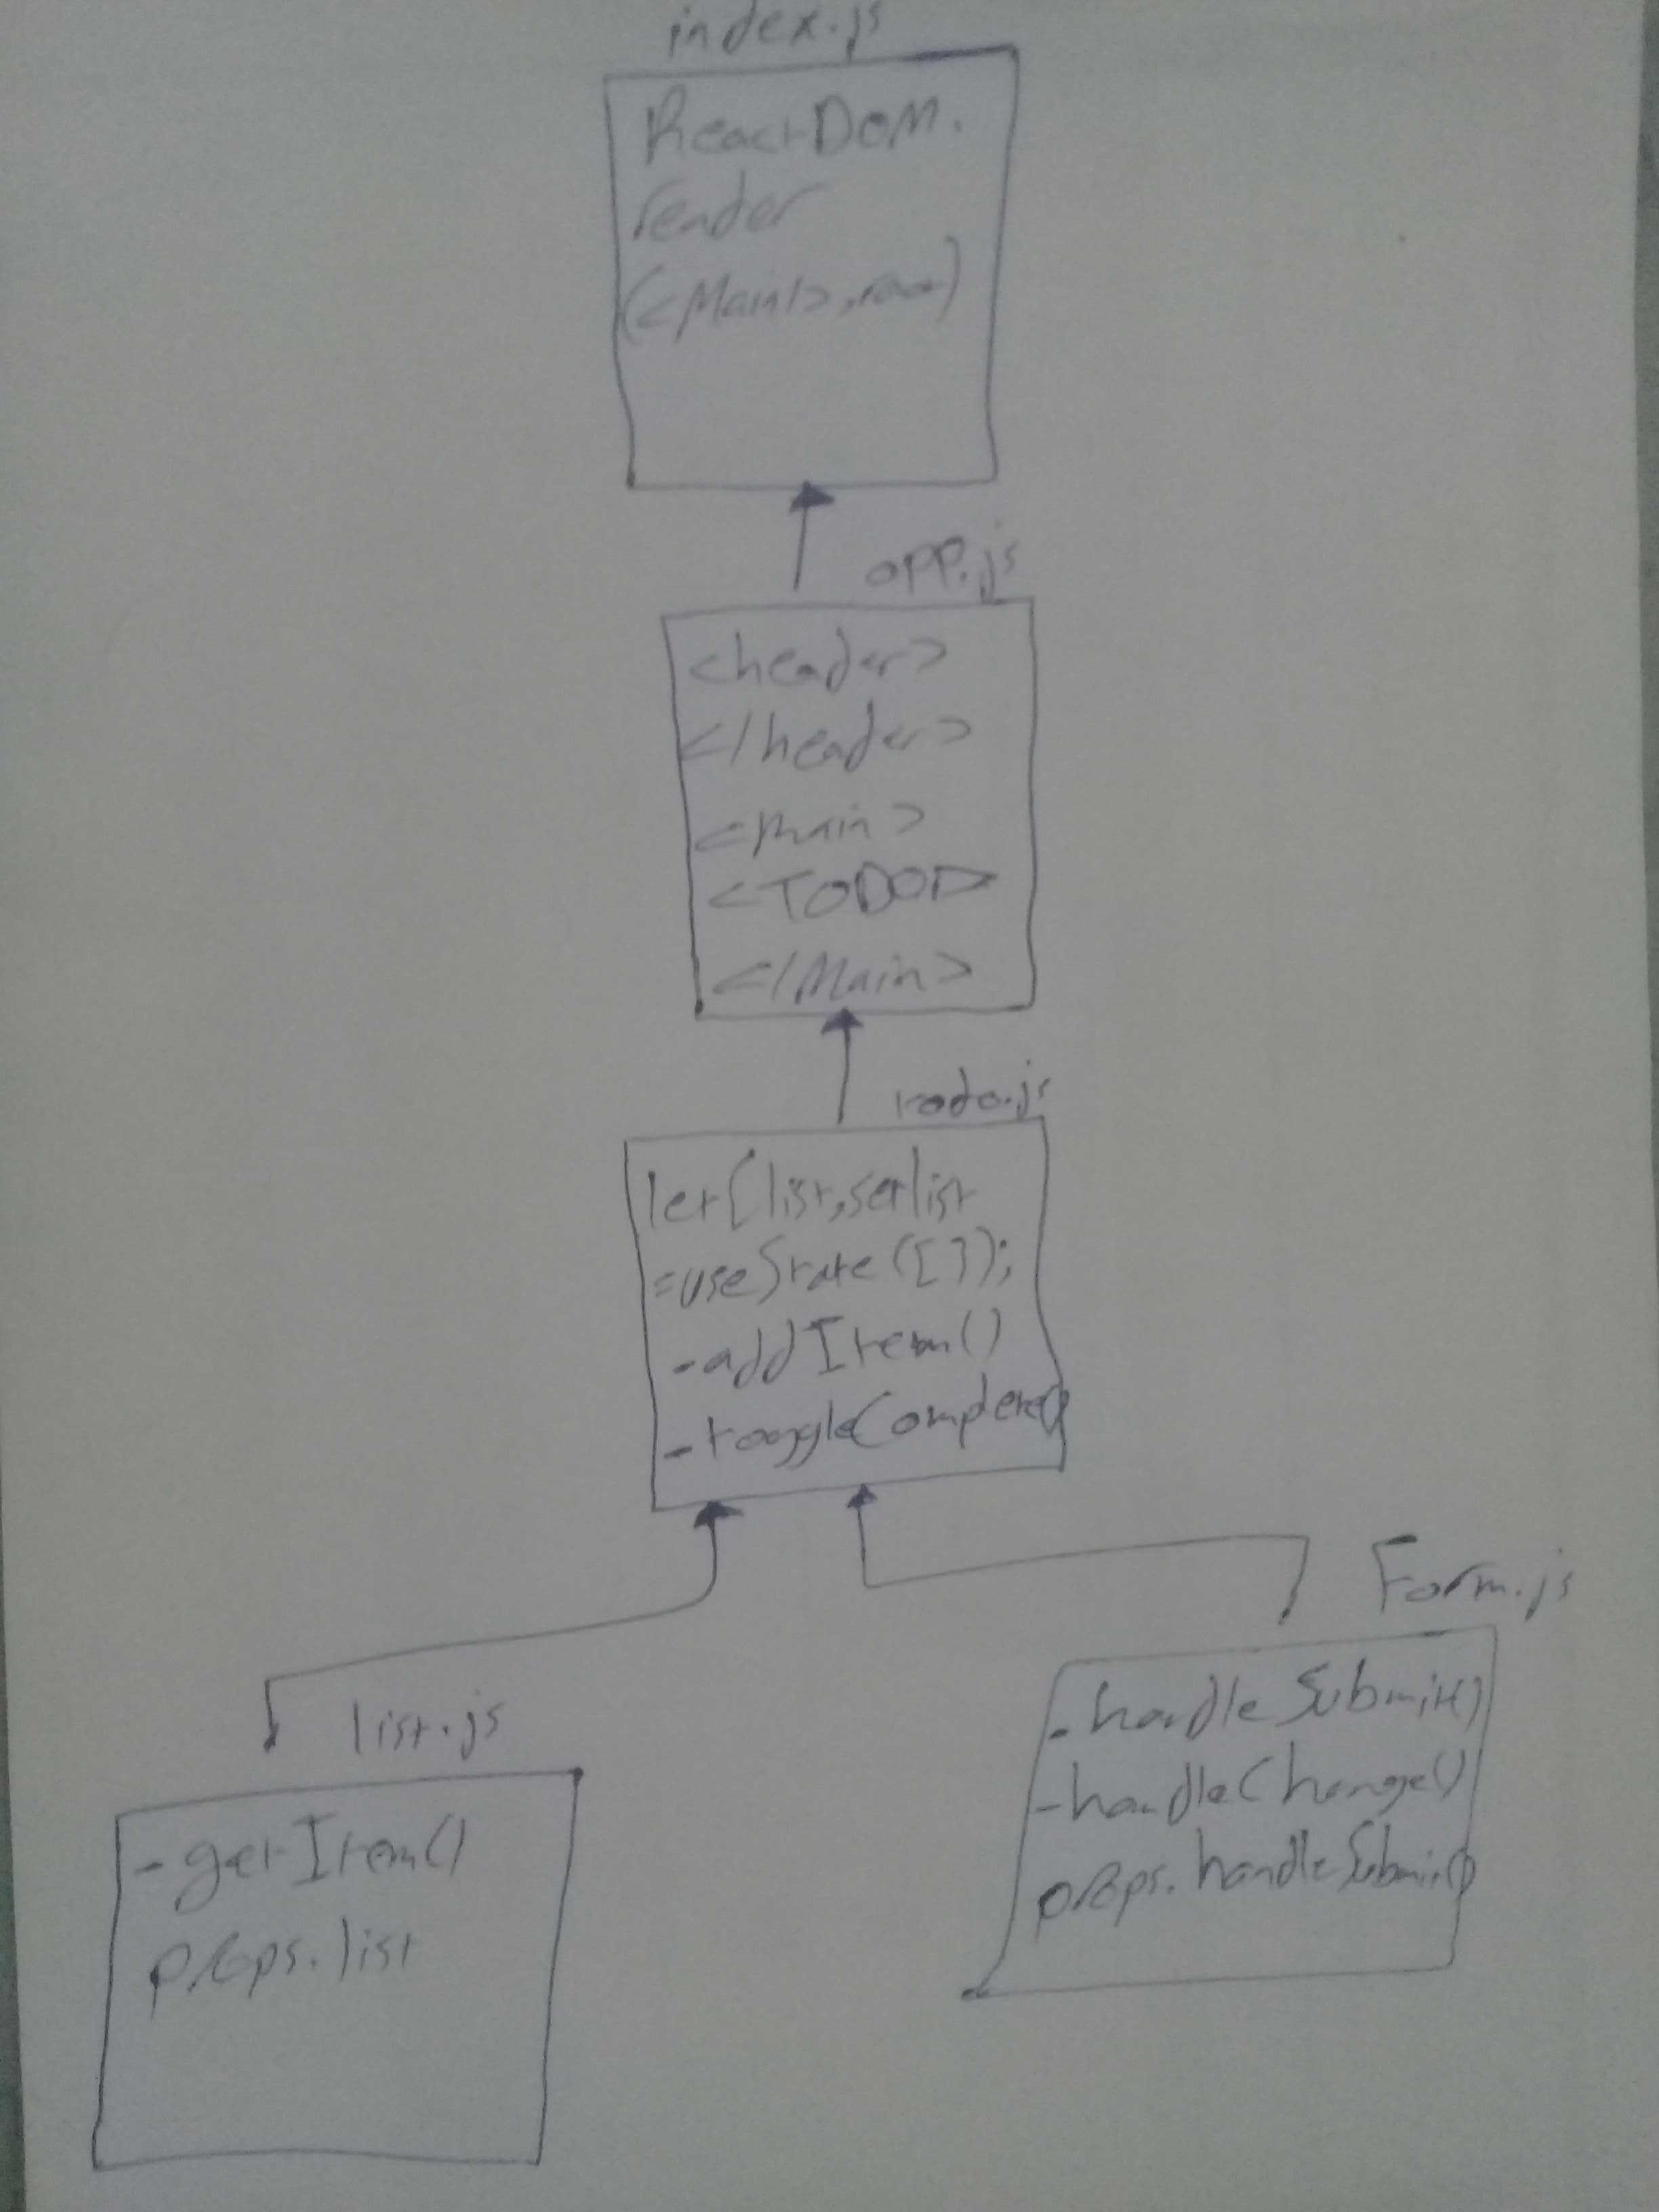 index.js
ReactDOM.
render
(<Main/>, root)
app.js
<header>
</header>
<Main>
<TODO/>
</Main>
todo.js
let[list,setlist
=useState([]);
-addItem()
-toggleComplete()
list.js
-getItem()
props.list
Form.js
-handleSubmit()
-handleChange()
props.handleSubmit()